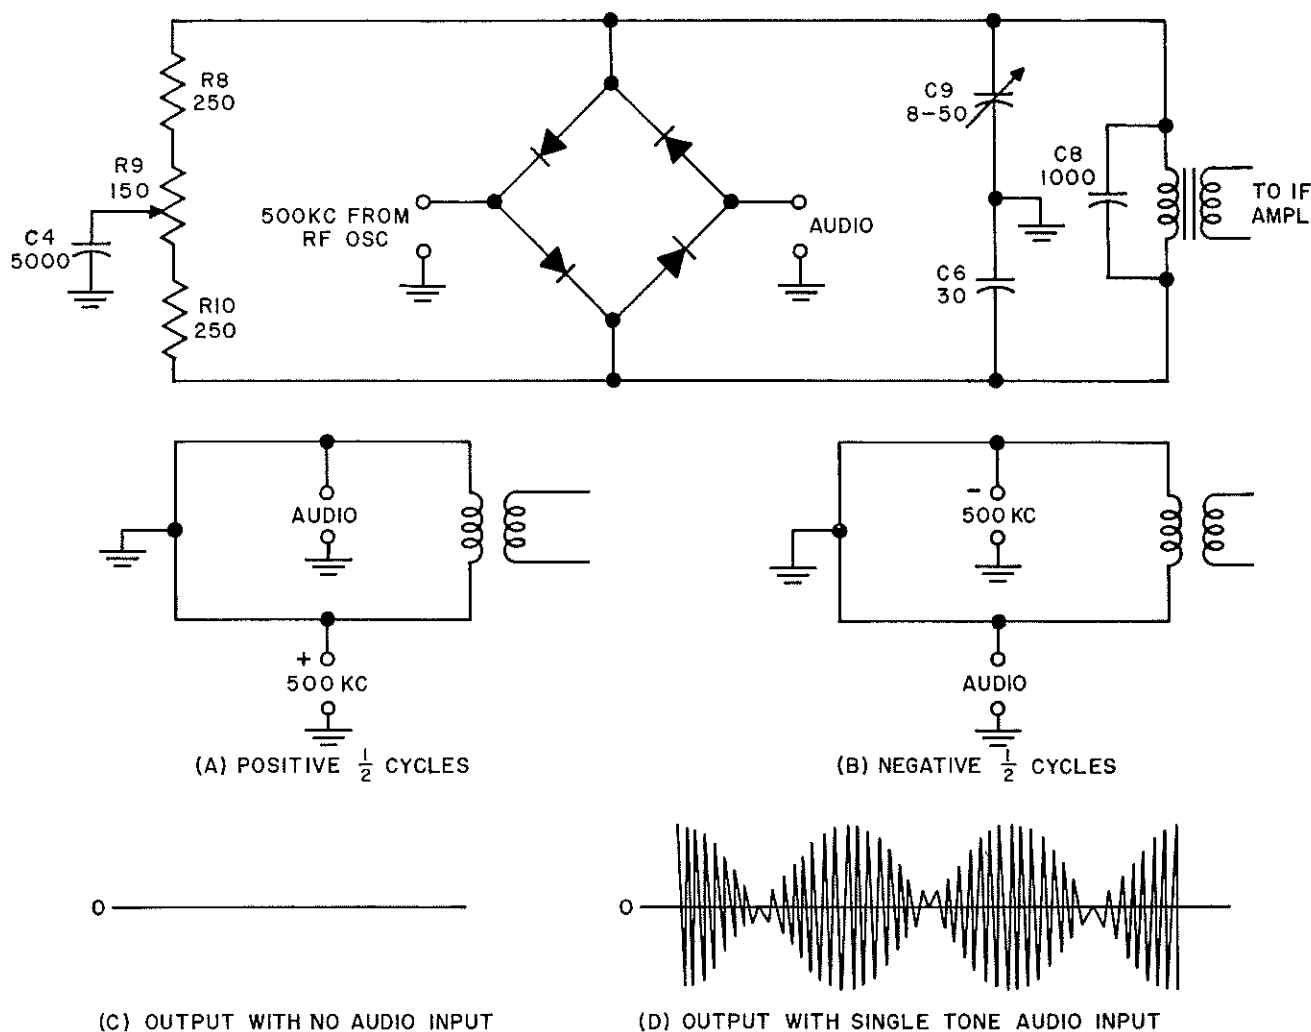 R8
250
R9
150
C4
5000
R10
250
500KC FROM
RF OSC
AUDIO
C9
8-50
C8
1000
C6
30
TO IF
AMPL
AUDIO
+
500 KC
(A) POSITIVE 1/2 CYCLES
-
500 KC
AUDIO
(B) NEGATIVE 1/2 CYCLES
0
(C) OUTPUT WITH NO AUDIO INPUT
0
(D) OUTPUT WITH SINGLE TONE AUDIO INPUT